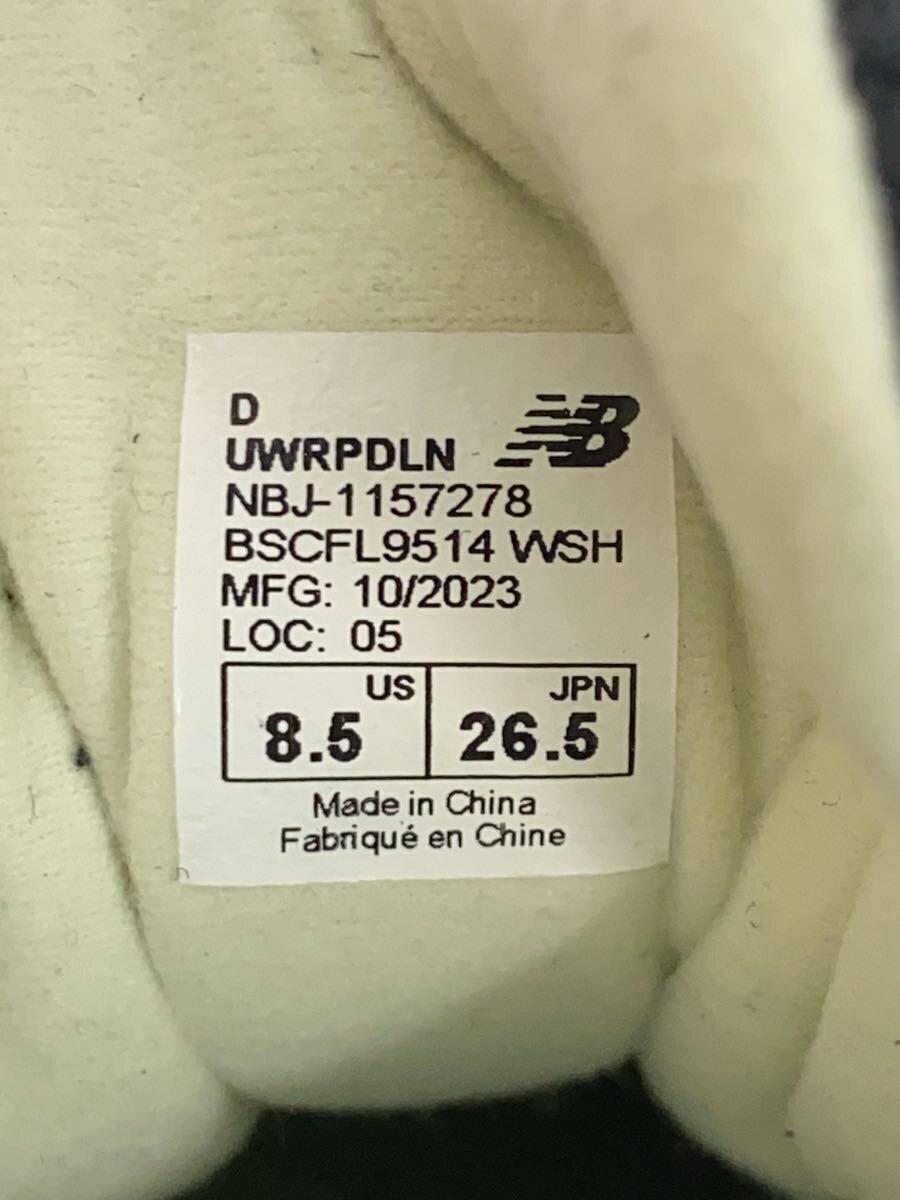 D
UWRPDLN NB
NBJ-1157278
BSCFL9514 WSH
MFG: 10/2023
LOC: 05
US JPN
8.5 26.5
Made in China
Fabriqué en Chine